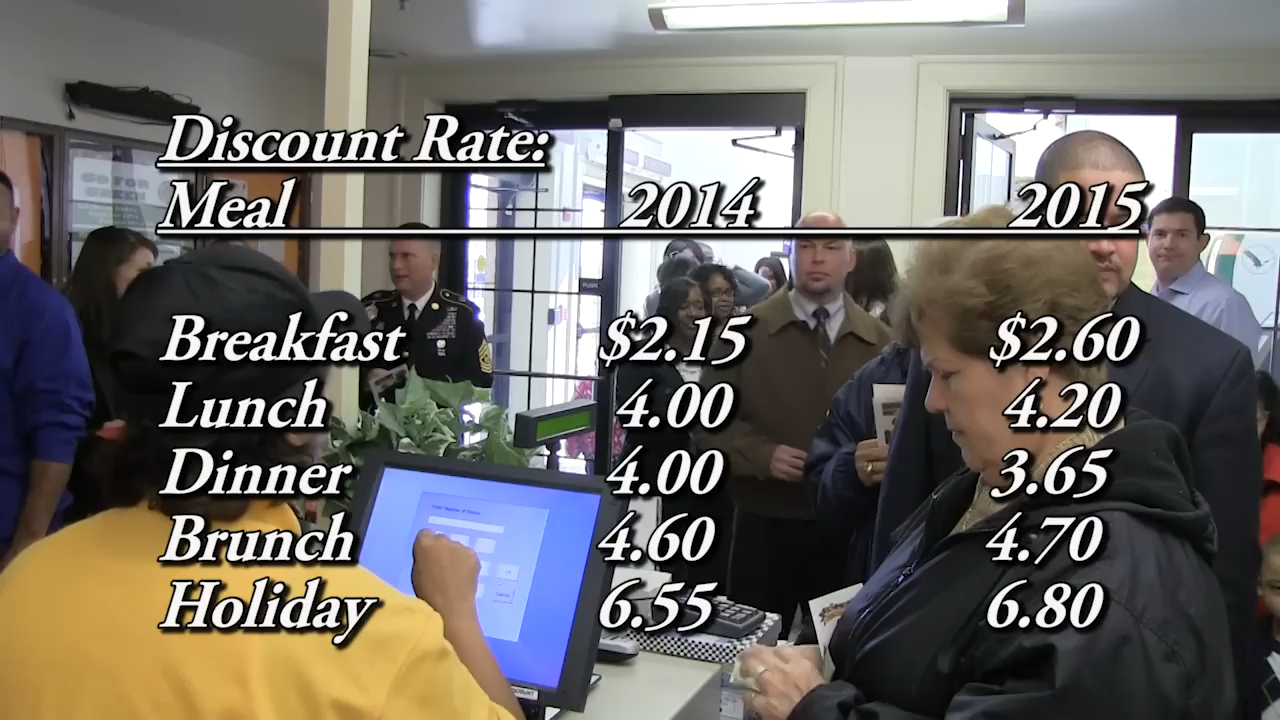 Discount Rate:
Meal 2014 2015
Breakfast $2.15 $2.60
Lunch 4.00 4.20
Dinner 4.00 3.65
Brunch 4.60 4.70
Holiday 6.55 6.80